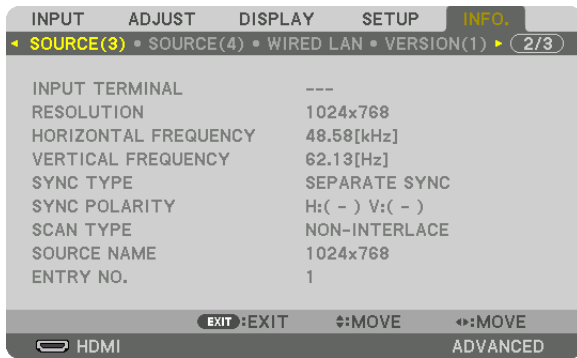 INPUT ADJUST DISPLAY SETUP INFO.
◄ SOURCE(3) • SOURCE(4) • WIRED LAN • VERSION(1) ► 2/3
INPUT TERMINAL ---
RESOLUTION 1024x768
HORIZONTAL FREQUENCY 48.58[kHz]
VERTICAL FREQUENCY 62.13[Hz]
SYNC TYPE SEPARATE SYNC
SYNC POLARITY H:( - ) V:( - )
SCAN TYPE NON-INTERLACE
SOURCE NAME 1024x768
ENTRY NO. 1
EXIT:EXIT ♦:MOVE ◄►:MOVE
HDMI ADVANCED